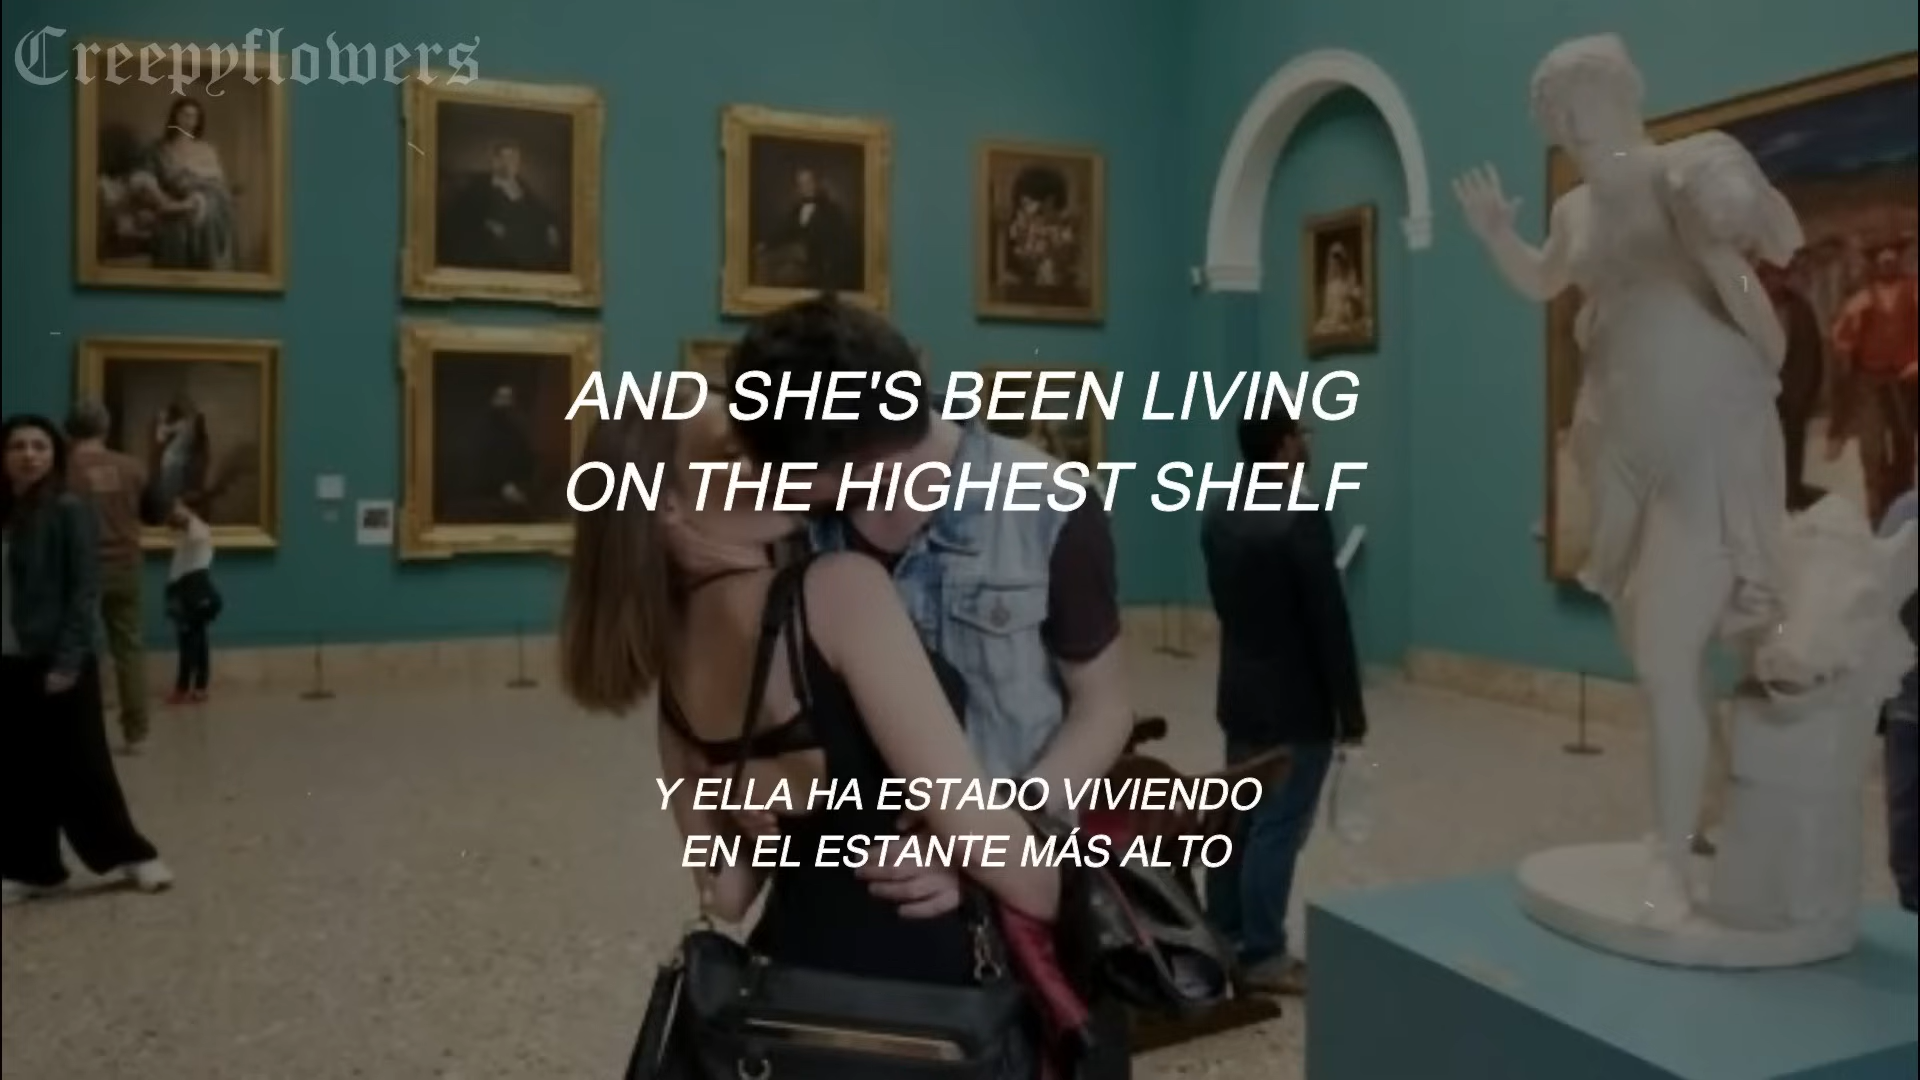 Creepyflowers
AND SHE'S BEEN LIVING
ON THE HIGHEST SHELF
Y ELLA HA ESTADO VIVIENDO
EN EL ESTANTE MÁS ALTO